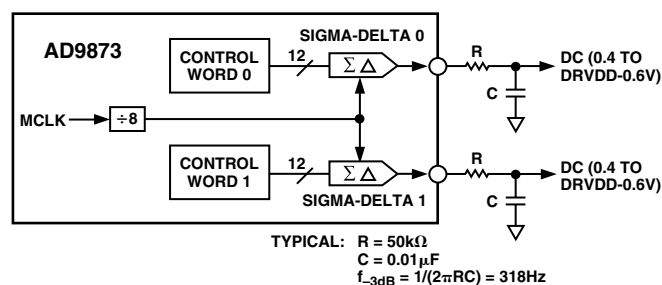 AD9873
SIGMA-DELTA 0
CONTROL
WORD 0
12
Σ Δ
R
C
DC (0.4 TO
DRVDD-0.6V)
MCLK
÷8
CONTROL
WORD 1
12
Σ Δ
SIGMA-DELTA 1
R
C
DC (0.4 TO
DRVDD-0.6V)
TYPICAL: R = 50kΩ
C = 0.01μF
f–3dB = 1/(2πRC) = 318Hz